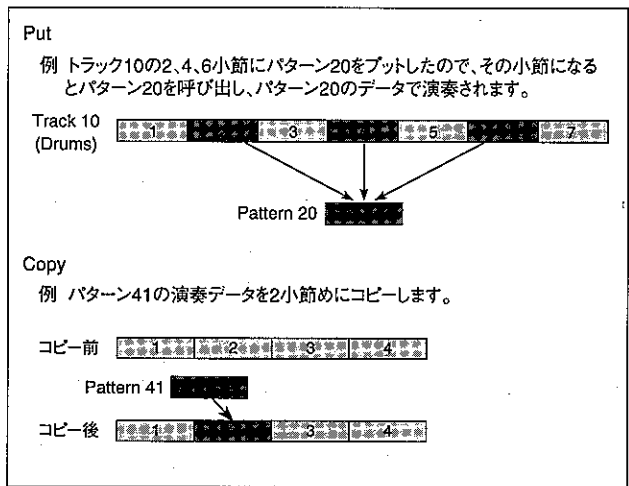 Put
例 トラック10の2、4、6小節にパターン20をプットしたので、その小節になる
とパターン20を呼び出し、パターン20のデータで演奏されます。
Track 10
(Drums)
1 3 5 7
Pattern 20
Copy
例 パターン41の演奏データを2小節めにコピーします。
コピー前 1 2 3 4
Pattern 41
コピー後 1 3 4